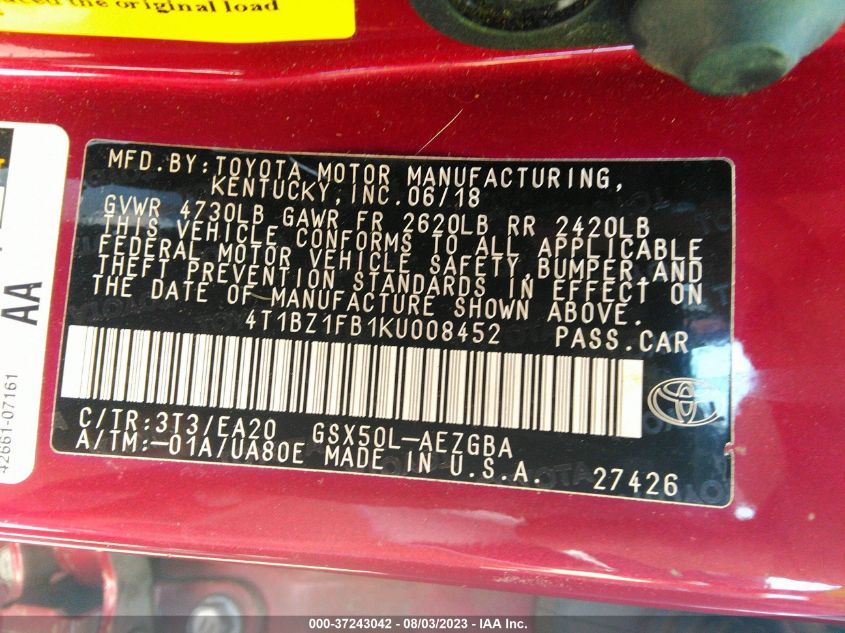 the original load
MFD.BY:TOYOTA MOTOR MANUFACTURING,
KENTUCKY,INC.06/18
GVWR 4730LB GAWR FR 2620LB RR 2420LB
THIS VEHICLE CONFORMS TO ALL APPLICABLE
FEDERAL MOTOR VEHICLE SAFETY,BUMPER,AND
THEFT PREVENTION STANDARDS IN EFFECT ON
THE DATE OF MANUFACTURE SHOWN ABOVE.
4T1BZ1FB1KU008452 PASS.CAR
C/TR:3T3/EA20 GSX50L-AEZGBA
A/TM:-01A/UA80E MADE IN U.S.A. 27426
AA
42661-07161
000-37243042 - 08/03/2023 - IAA Inc.